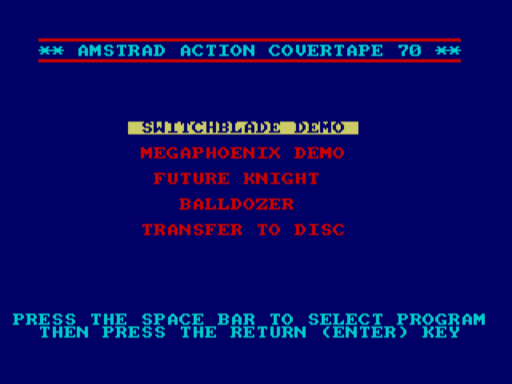 ** AMSTRAD ACTION COVERTAPE 70 **
SWITCHBLADE DEMO
MEGAPHOENIX DEMO
FUTURE KNIGHT
BALLDOZER
TRANSFER TO DISC
PRESS THE SPACE BAR TO SELECT PROGRAM
THEN PRESS THE RETURN (ENTER) KEY